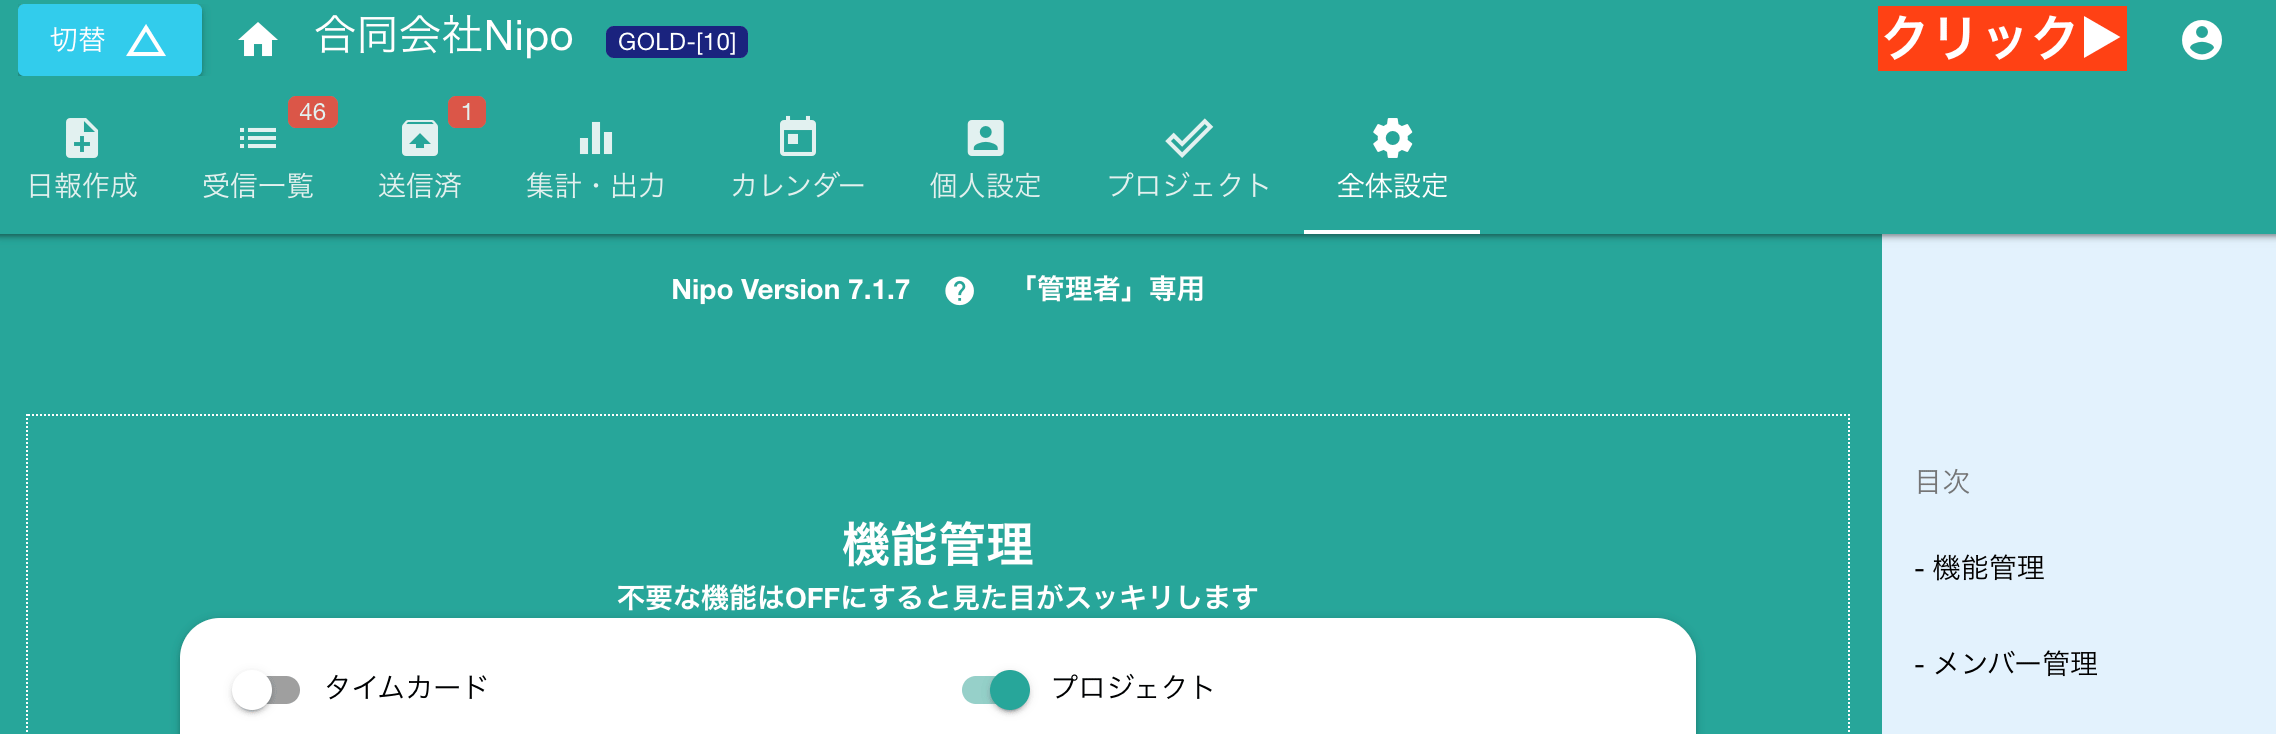 切替 合同会社Nipo GOLD-[10] クリック▶
46 1
日報作成 受信一覧 送信済 集計・出力 カレンダー 個人設定 プロジェクト 全体設定
Nipo Version 7.1.7 ? 「管理者」専用
機能管理
不要な機能はOFFにすると見た目がスッキリします
タイムカード プロジェクト
目次
- 機能管理
- メンバー管理